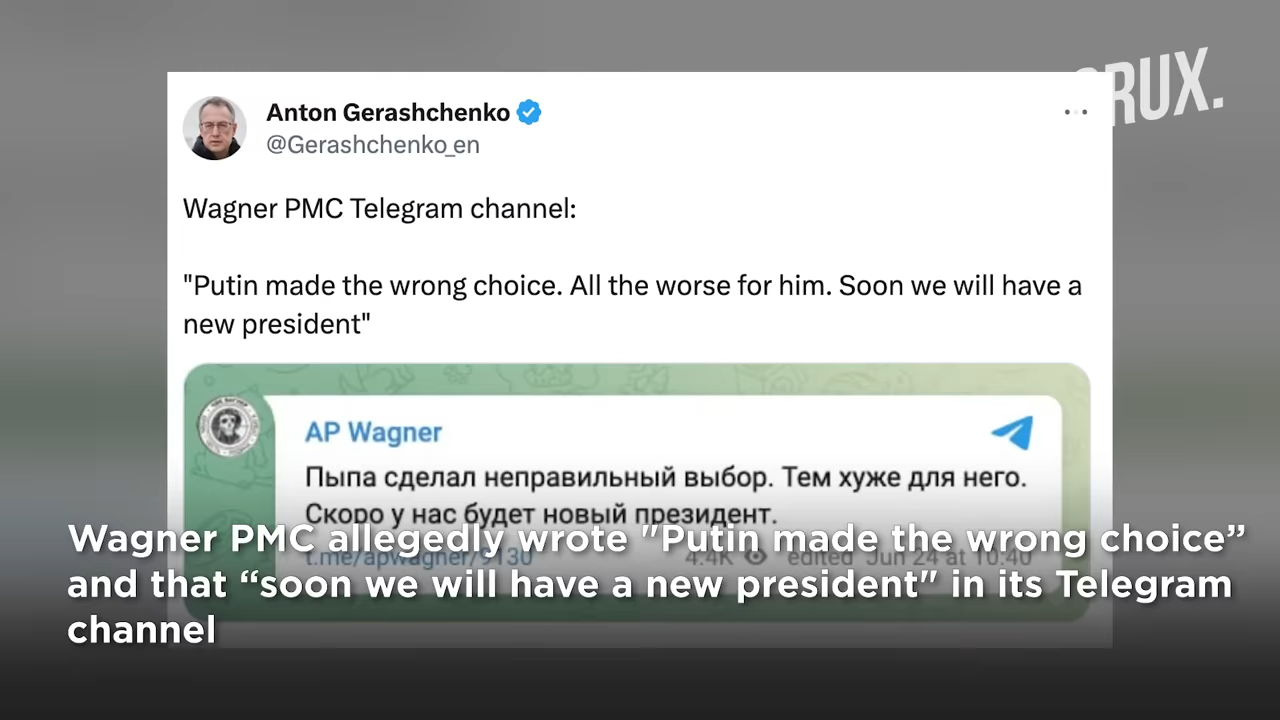 CRUX.
Anton Gerashchenko
@Gerashchenko_en
Wagner PMC Telegram channel:
"Putin made the wrong choice. All the worse for him. Soon we will have a
new president"
AP Wagner
Пыпа сделал неправильный выбор. Тем хуже для него.
Скоро у нас будет новый президент.
t.me/apwagner/9130 4.4K edited Jun 24 at 10:40
Wagner PMC allegedly wrote "Putin made the wrong choice”
and that “soon we will have a new president" in its Telegram
channel